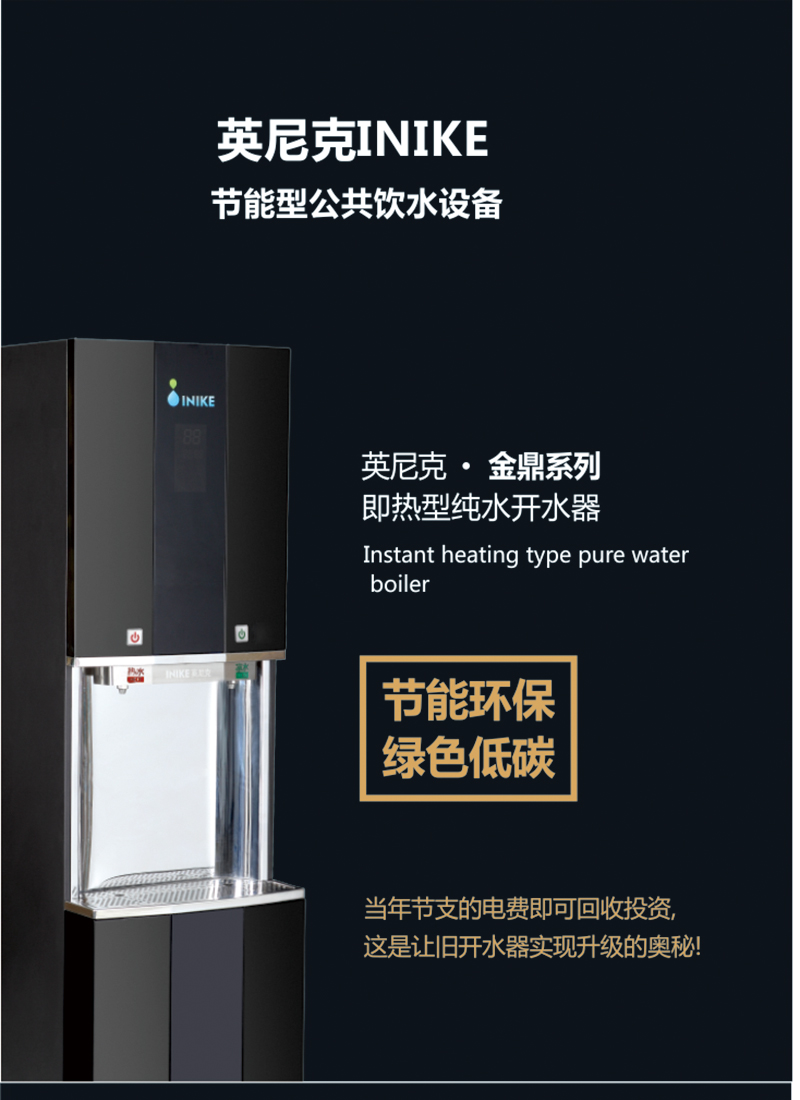 英尼克INIKE
节能型公共饮水设备
INIKE
英尼克 · 金鼎系列
即热型纯水开水器
Instant heating type pure water
boiler
热水
INIKE
节能环保
绿色低碳
当年节支的电费即可回收投资,
这是让旧开水器实现升级的奥秘!